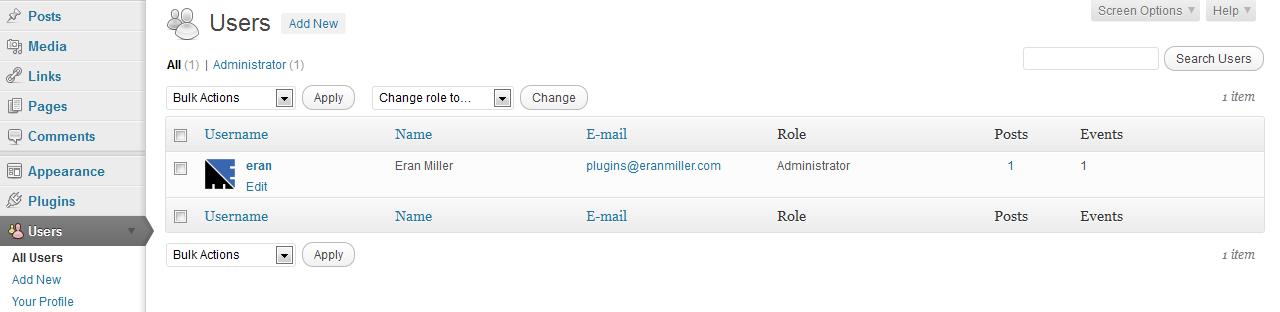 Screen Options Help
Posts
Media
Links
Pages
Comments
Appearance
Plugins
Users
All Users
Add New
Your Profile
Users Add New
All (1) | Administrator (1)
Search Users
Bulk Actions Apply Change role to... Change 1 item
Username Name E-mail Role Posts Events
eran Eran Miller plugins@eranmiller.com Administrator 1 1
Edit
Username Name E-mail Role Posts Events
Bulk Actions Apply 1 item